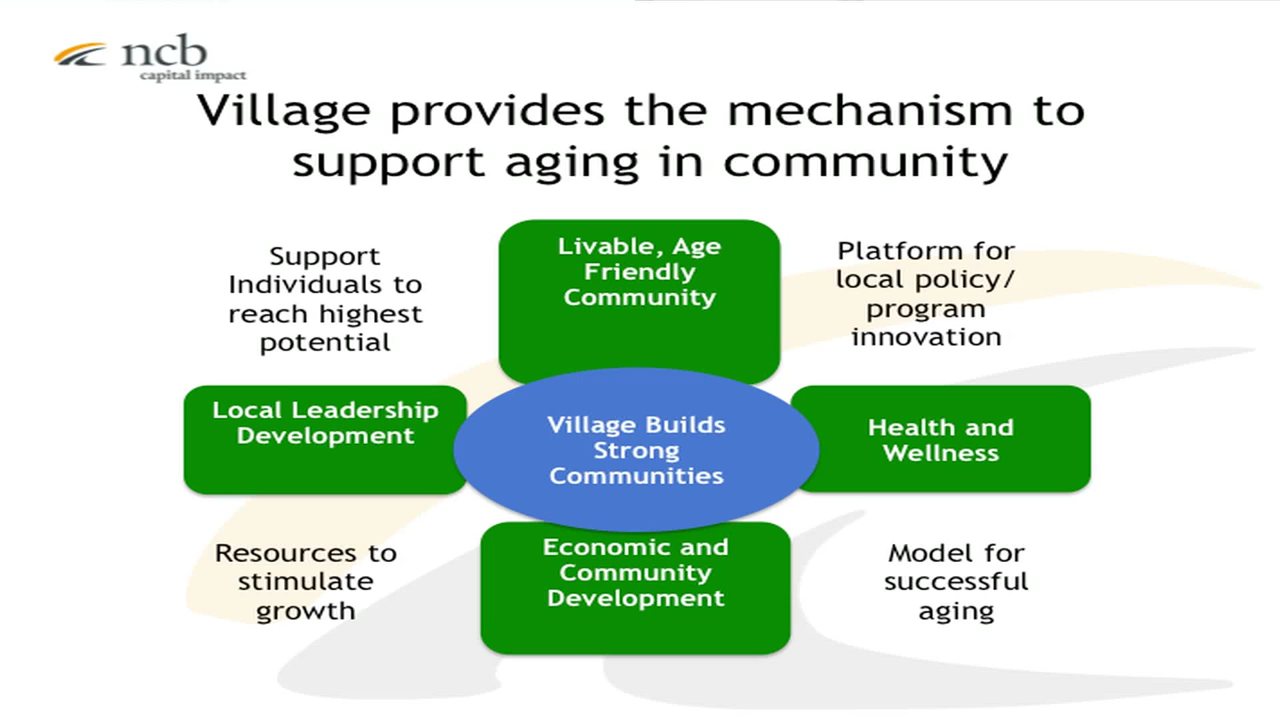 ncb
capital impact
Village provides the mechanism to
support aging in community
Support
Individuals to
reach highest
potential
Livable, Age
Friendly
Community
Platform for
local policy/
program
innovation
Local Leadership
Development
Village Builds
Strong
Communities
Health and
Wellness
Resources to
stimulate
growth
Economic and
Community
Development
Model for
successful
aging